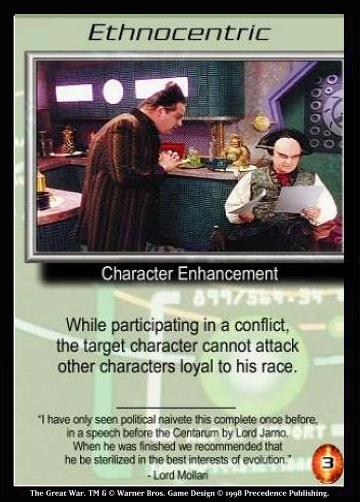 Ethnocentric
Character Enhancement
899/564·34
While participating in a conflict,
the target character cannot attack
other characters loyal to his race.
"I have only seen political naivete this complete once before,
in a speech before the Centarum by Lord Jarno.
When he was finished we recommended that
he be sterilized in the best interests of evolution."
- Lord Mollari
3
The Great War. TM & © Warner Bros. Game Design © 1998 Precedence Publishing.